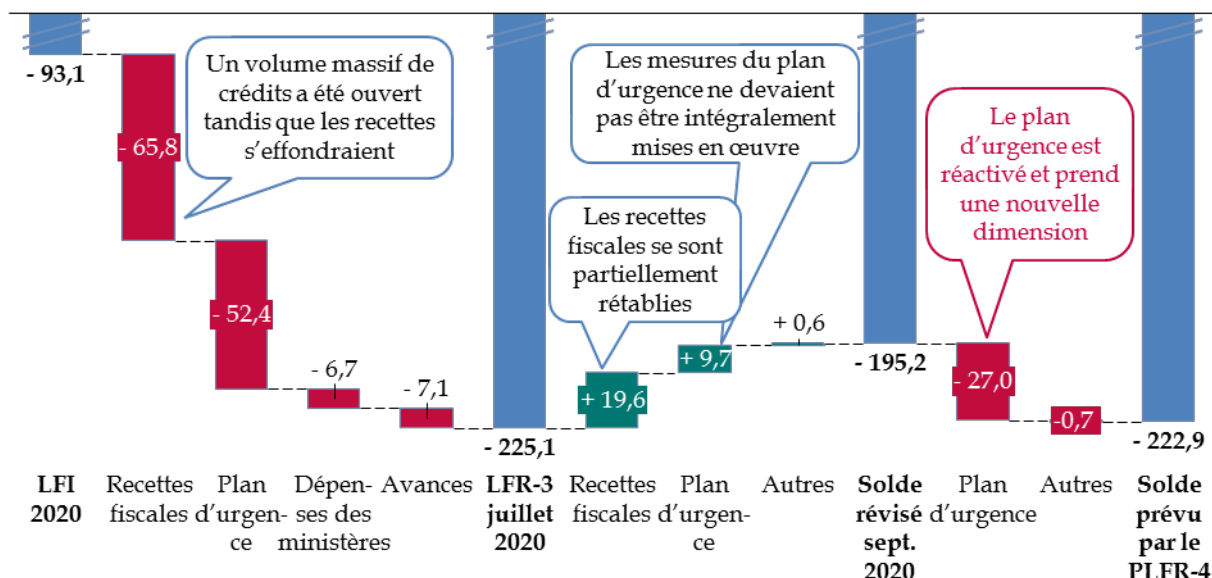 - 93,1
Un volume massif de
crédits a été ouvert
tandis que les recettes
s'effondraient
- 65,8
- 52,4
- 6,7
- 7,1
- 225,1
Les recettes
fiscales se sont
partiellement
rétablies
+ 19,6
Les mesures du plan
d'urgence ne devaient
pas être intégralement
mises en œuvre
+ 9,7
+ 0,6
- 195,2
Le plan
d'urgence est
réactivé et prend
une nouvelle
dimension
- 27,0
-0,7
- 222,9
LFI
2020
Recettes
fiscales
Plan
d'urgen-
ce
Dépen-
ses des
ministères
Avances
LFR-3
juillet
2020
Recettes
fiscales
Plan
d'urgen-
ce
Autres
Solde
révisé
sept.
2020
Plan
d'urgence
Autres
Solde
prévu
par le
PLFR-4